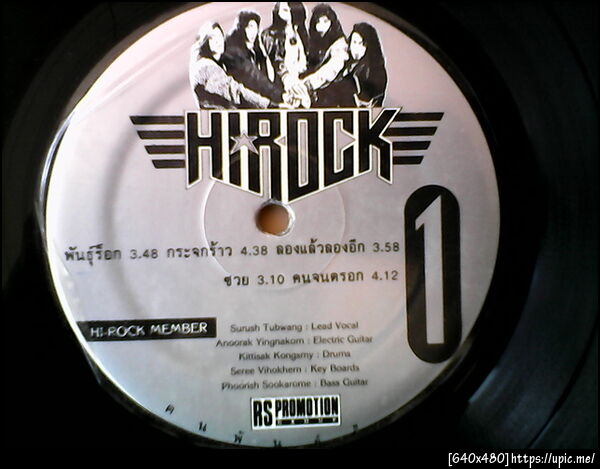 HI★ROCK
พันธุ์ร็อก 3.48 กระจกร้าว 4.38 ลองแล้วลองอีก 3.58
ซวย 3.10 คนจนตรอก 4.12
1
HI-ROCK MEMBER
Surush Tubwang : Lead Vocal
Anoorak Yingnakorn : Electric Guitar
Kittisak Kongsmy : Drums
Seree Vihokhern : Key Boards
Phoorish Sookarome : Bass Guitar
RS PROMOTION
[640x480]https://upic.me/